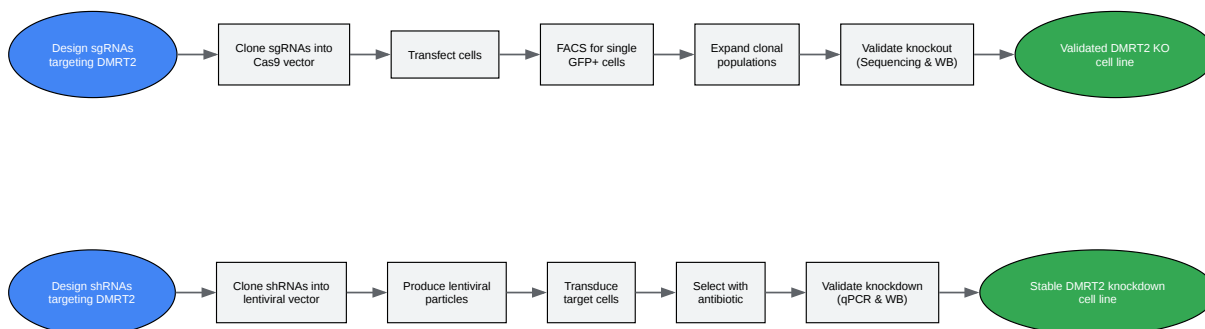 Design sgRNAs
targeting DMRT2
Clone sgRNAs into
Cas9 vector
Transfect cells
FACS for single
GFP+ cells
Expand clonal
populations
Validate knockout
(Sequencing & WB)
Validated DMRT2 KO
cell line
Design shRNAs
targeting DMRT2
Clone shRNAs into
lentiviral vector
Produce lentiviral
particles
Transduce
target cells
Select with
antibiotic
Validate knockdown
(qPCR & WB)
Stable DMRT2 knockdown
cell line